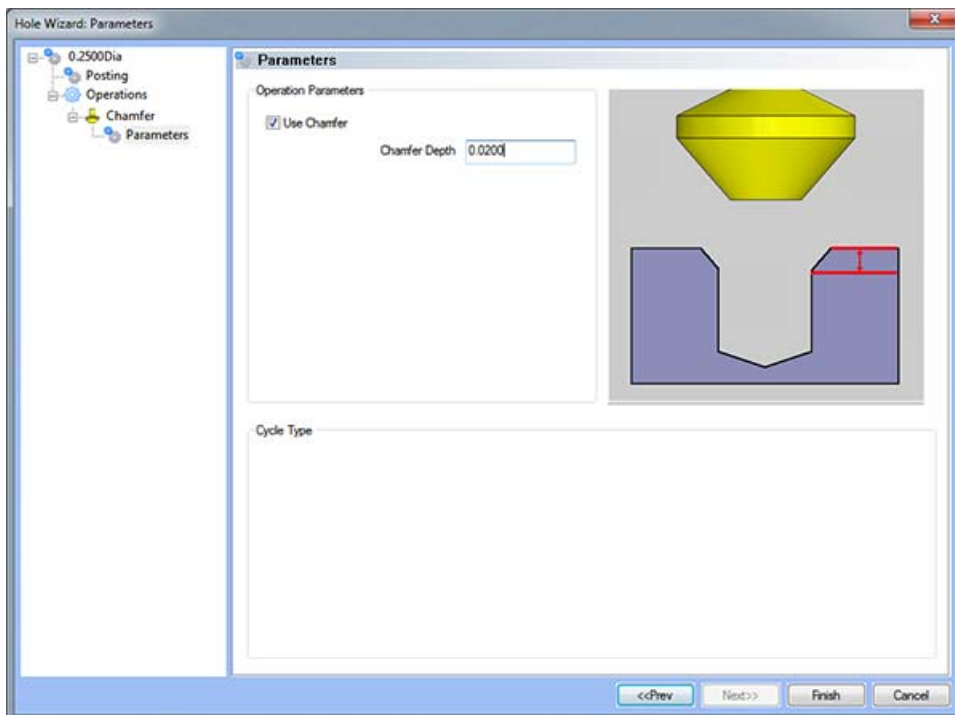 Hole Wizard: Parameters
0.2500Dia
Posting
Operations
Chamfer
Parameters
Parameters
Operation Parameters
Use Chamfer
Chamfer Depth 0.0200
Cycle Type
<<Prev Next>> Finish Cancel